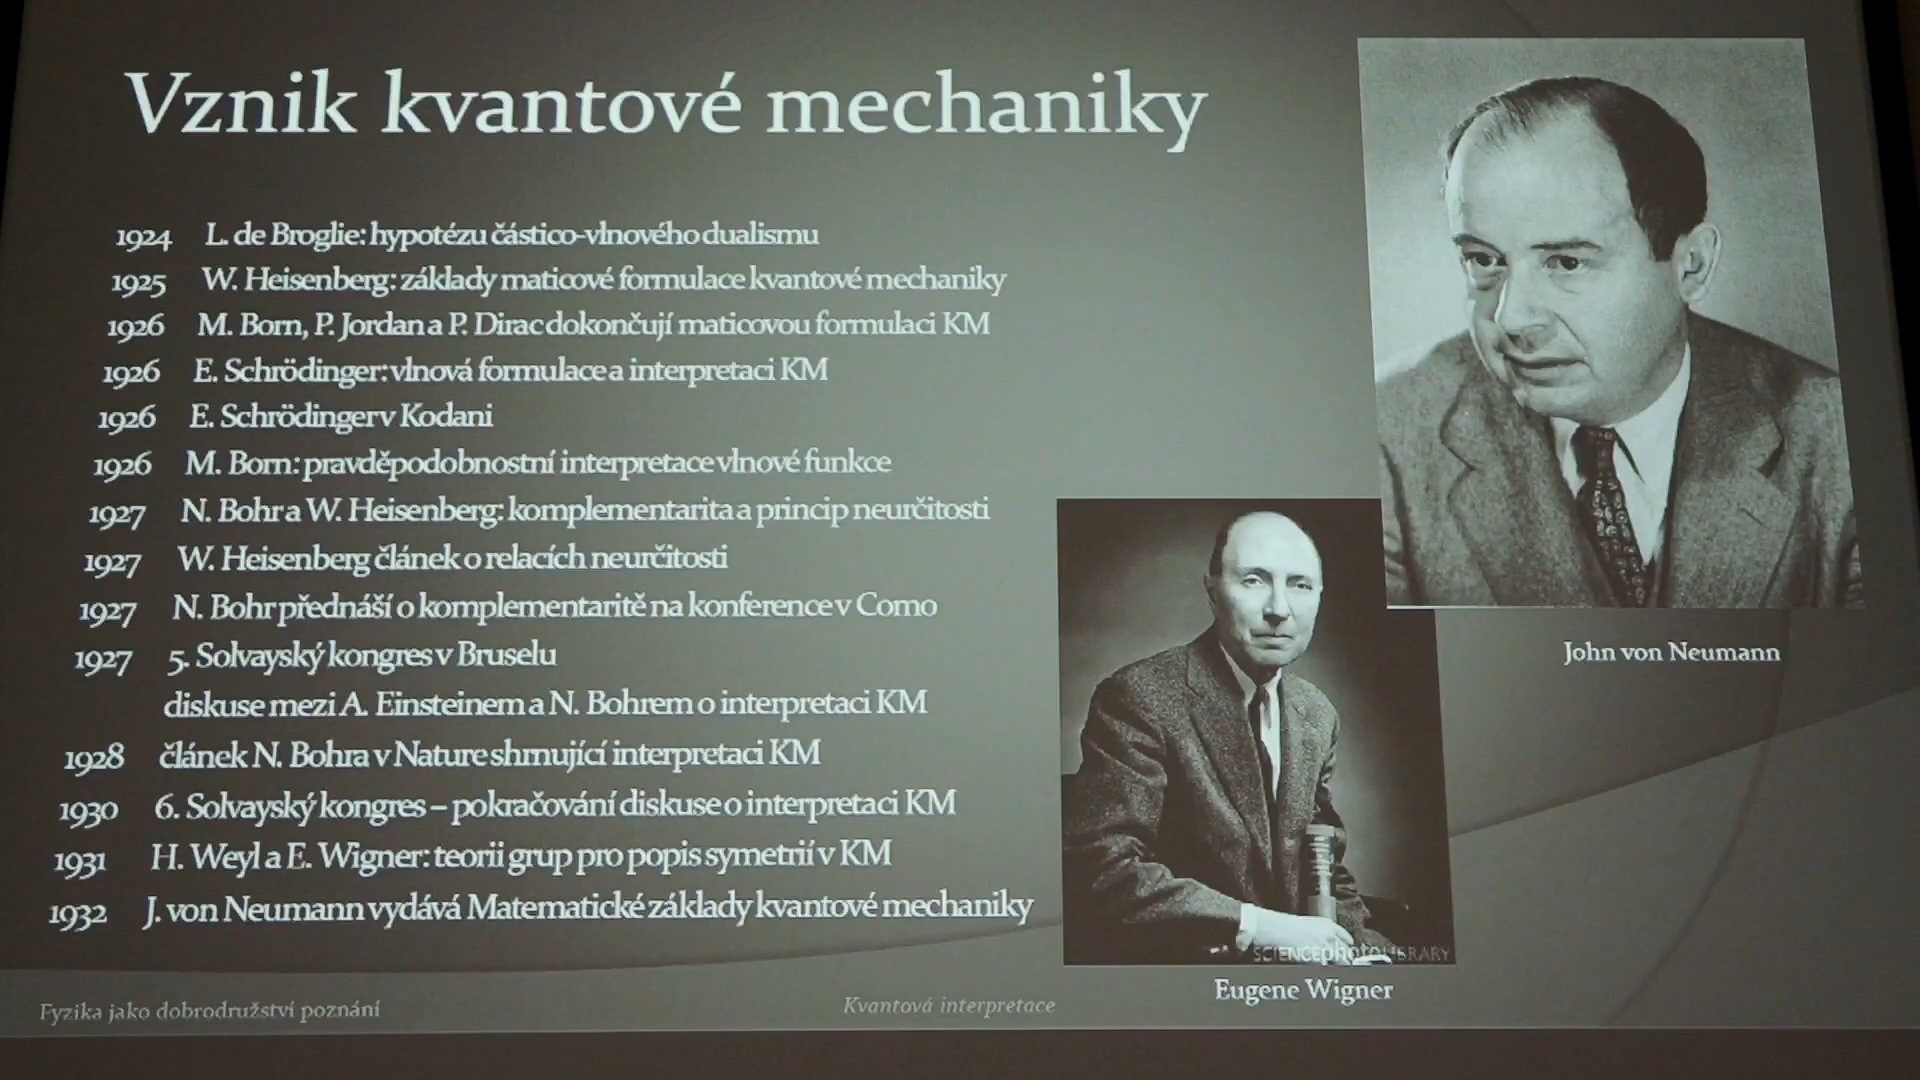 Vznik kvantové mechaniky
1924 L. de Broglie: hypotézu částico-vlnového dualismu
1925 W. Heisenberg: základy maticové formulace kvantové mechaniky
1926 M. Born, P. Jordan a P. Dirac dokončují maticovou formulaci KM
1926 E. Schrödinger: vlnová formulace a interpretaci KM
1926 E. Schrödinger v Kodani
1926 M. Born: pravděpodobnostní interpretace vlnové funkce
1927 N. Bohr a W. Heisenberg: komplementarita a princip neurčitosti
1927 W. Heisenberg článek o relacích neurčitosti
1927 N. Bohr přednáší o komplementaritě na konference v Como
1927 5. Solvayský kongres v Bruselu
diskuse mezi A. Einsteinem a N. Bohrem o interpretaci KM
1928 článek N. Bohra v Nature shrnující interpretaci KM
1930 6. Solvayský kongres – pokračování diskuse o interpretaci KM
1931 H. Weyl a E. Wigner: teorii grup pro popis symetrií v KM
1932 J. von Neumann vydává Matematické základy kvantové mechaniky
John von Neumann
SCIENCEphotoLIBRARY
Eugene Wigner
Fyzika jako dobrodružství poznání
Kvantová interpretace